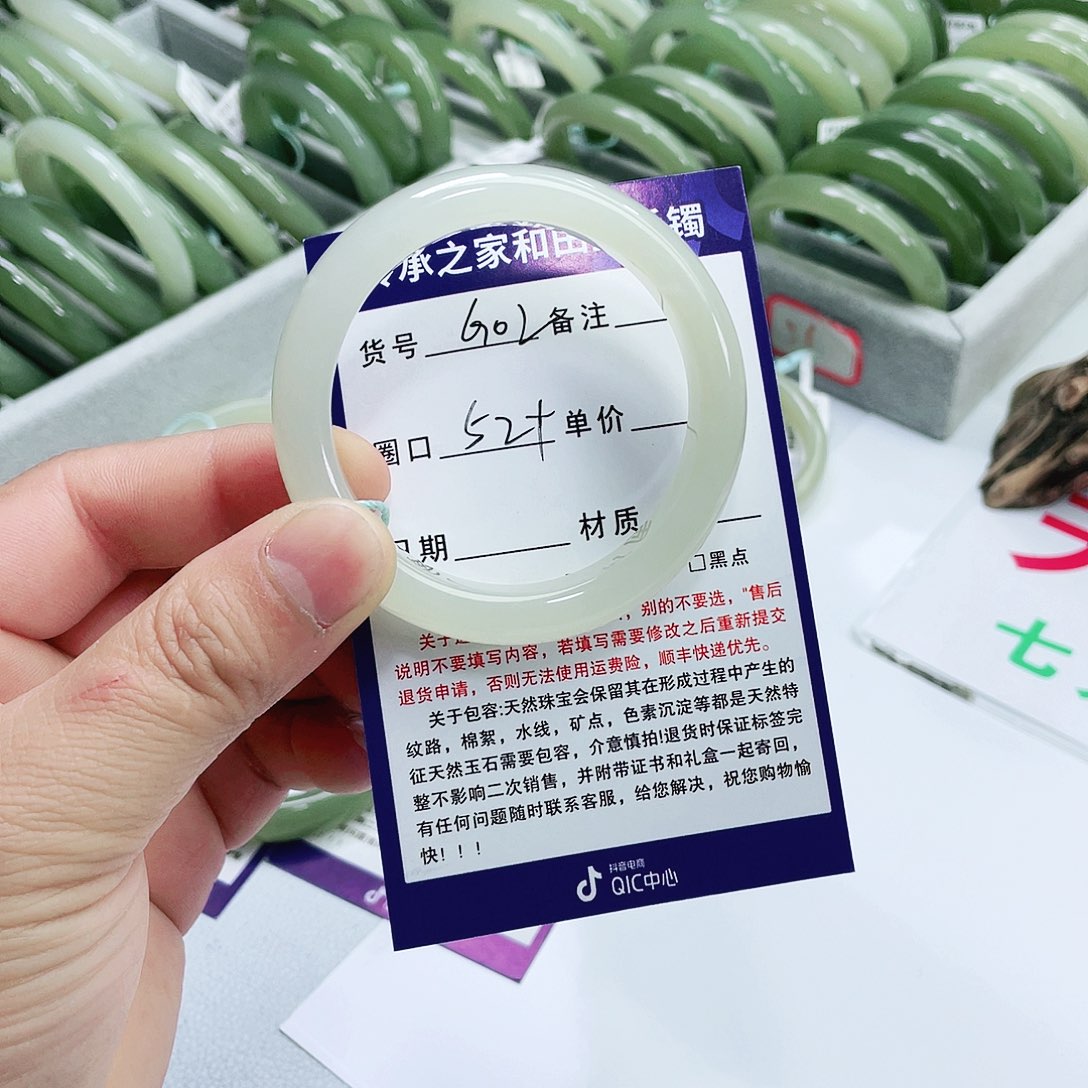 承之家和田 镯
货号 602 备注
圈口 52+ 单价
日期 材质
□黑点
关于 ,别的不要选,"售后
说明不要填写内容,若填写需要修改之后重新提交
退货申请,否则无法使用运费险,顺丰快递优先。
关于包容:天然珠宝会保留其在形成过程中产生的
纹路,棉絮,水线,矿点,色素沉淀等都是天然特
征天然玉石需要包容,介意慎拍!退货时保证标签完
整不影响二次销售,并附带证书和礼盒一起寄回,
有任何问题随时联系客服,给您解决,祝您购物愉
快!!!
抖音电商
QIC中心
七